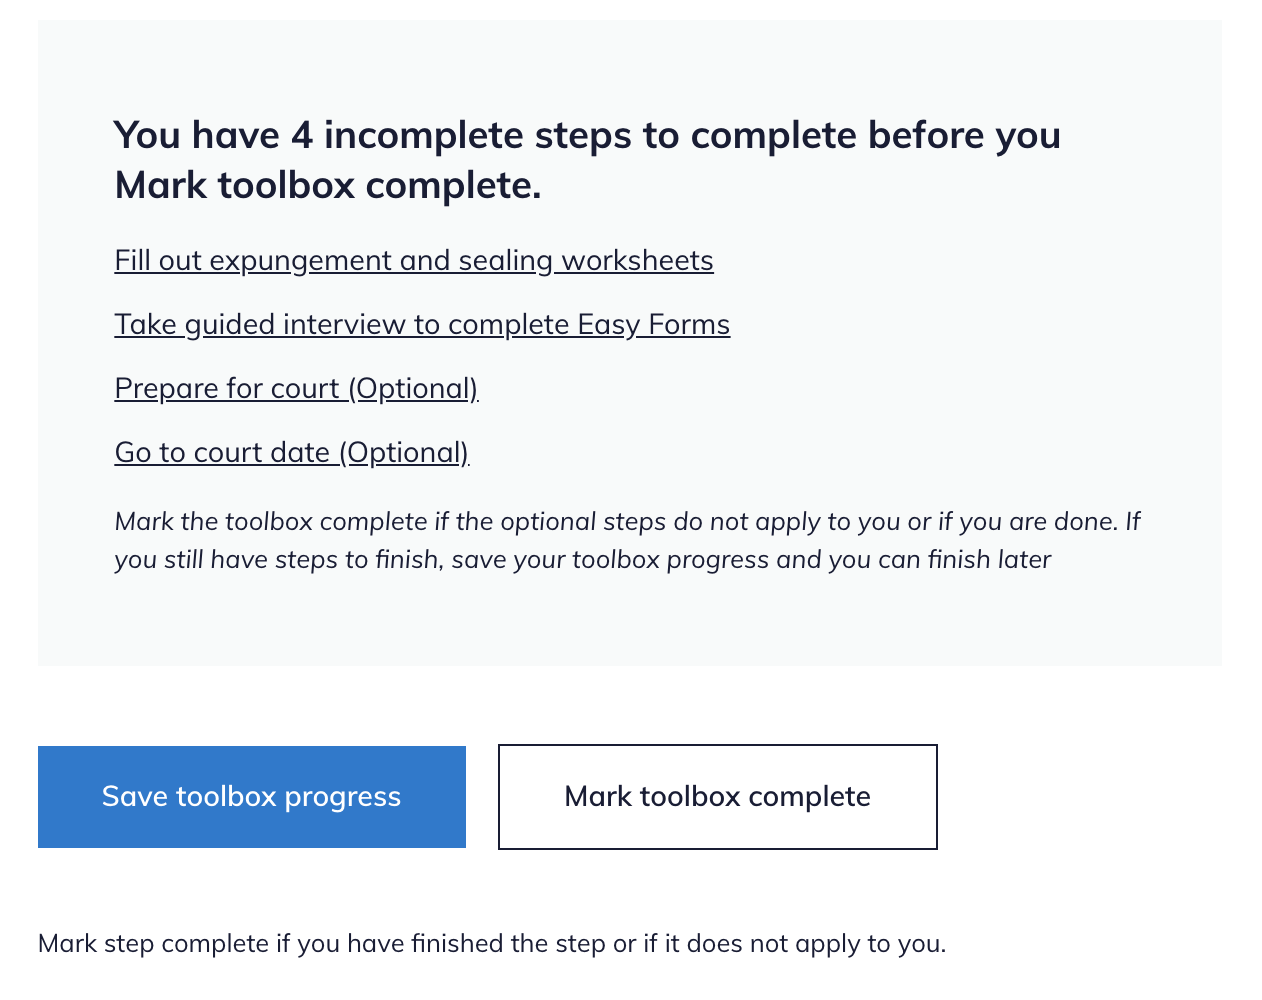 You have 4 incomplete steps to complete before you
Mark toolbox complete.
Fill out expungement and sealing worksheets
Take guided interview to complete Easy Forms
Prepare for court (Optional)
Go to court date (Optional)
Mark the toolbox complete if the optional steps do not apply to you or if you are done. If
you still have steps to finish, save your toolbox progress and you can finish later
Save toolbox progress
Mark toolbox complete
Mark step complete if you have finished the step or if it does not apply to you.